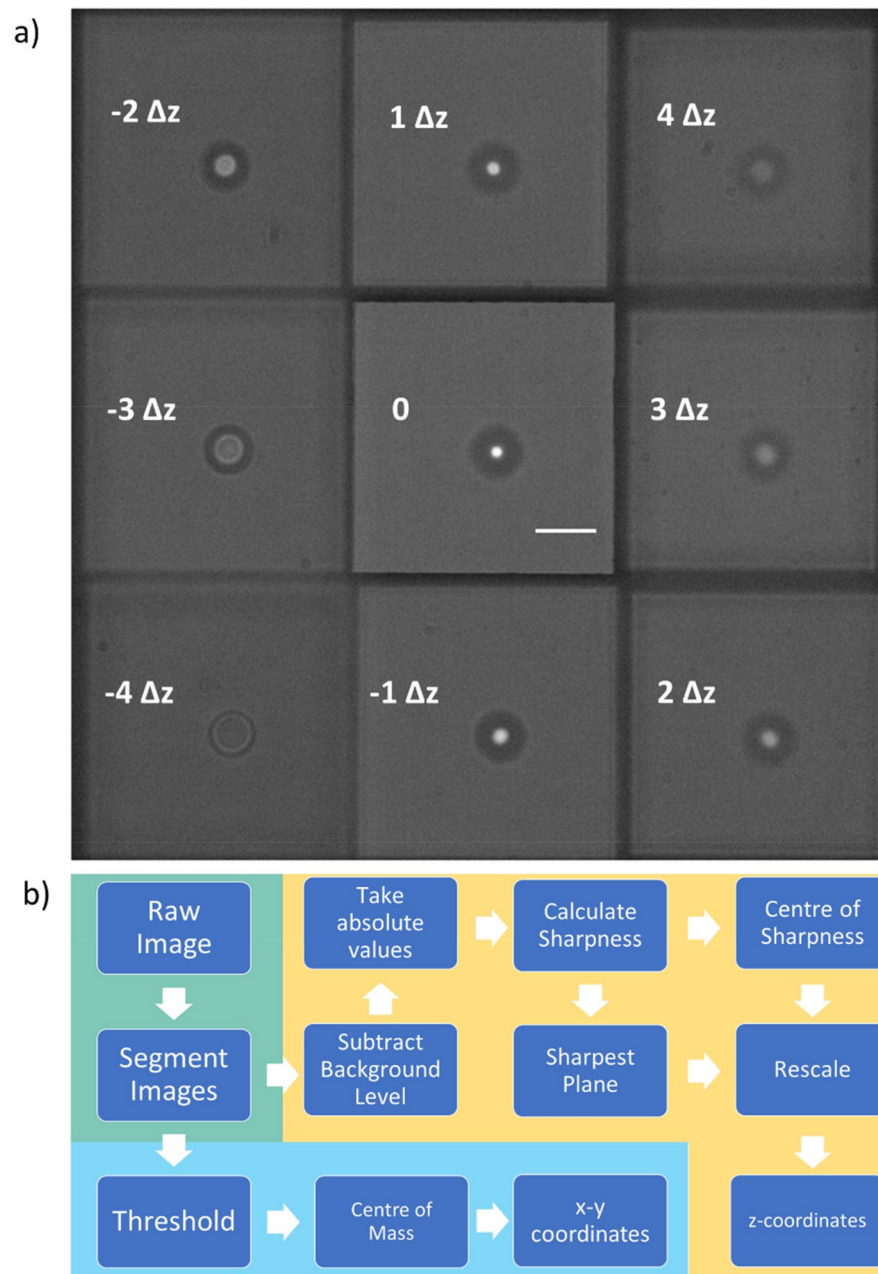 a)
-2 Δz
1 Δz
4 Δz
-3 Δz
0
3 Δz
-4 Δz
-1 Δz
2 Δz
b)
Raw
Image
Take
absolute
values
Calculate
Sharpness
Centre of
Sharpness
Segment
Images
Subtract
Background
Level
Sharpest
Plane
Rescale
Threshold
Centre of
Mass
x-y
coordinates
z-coordinates